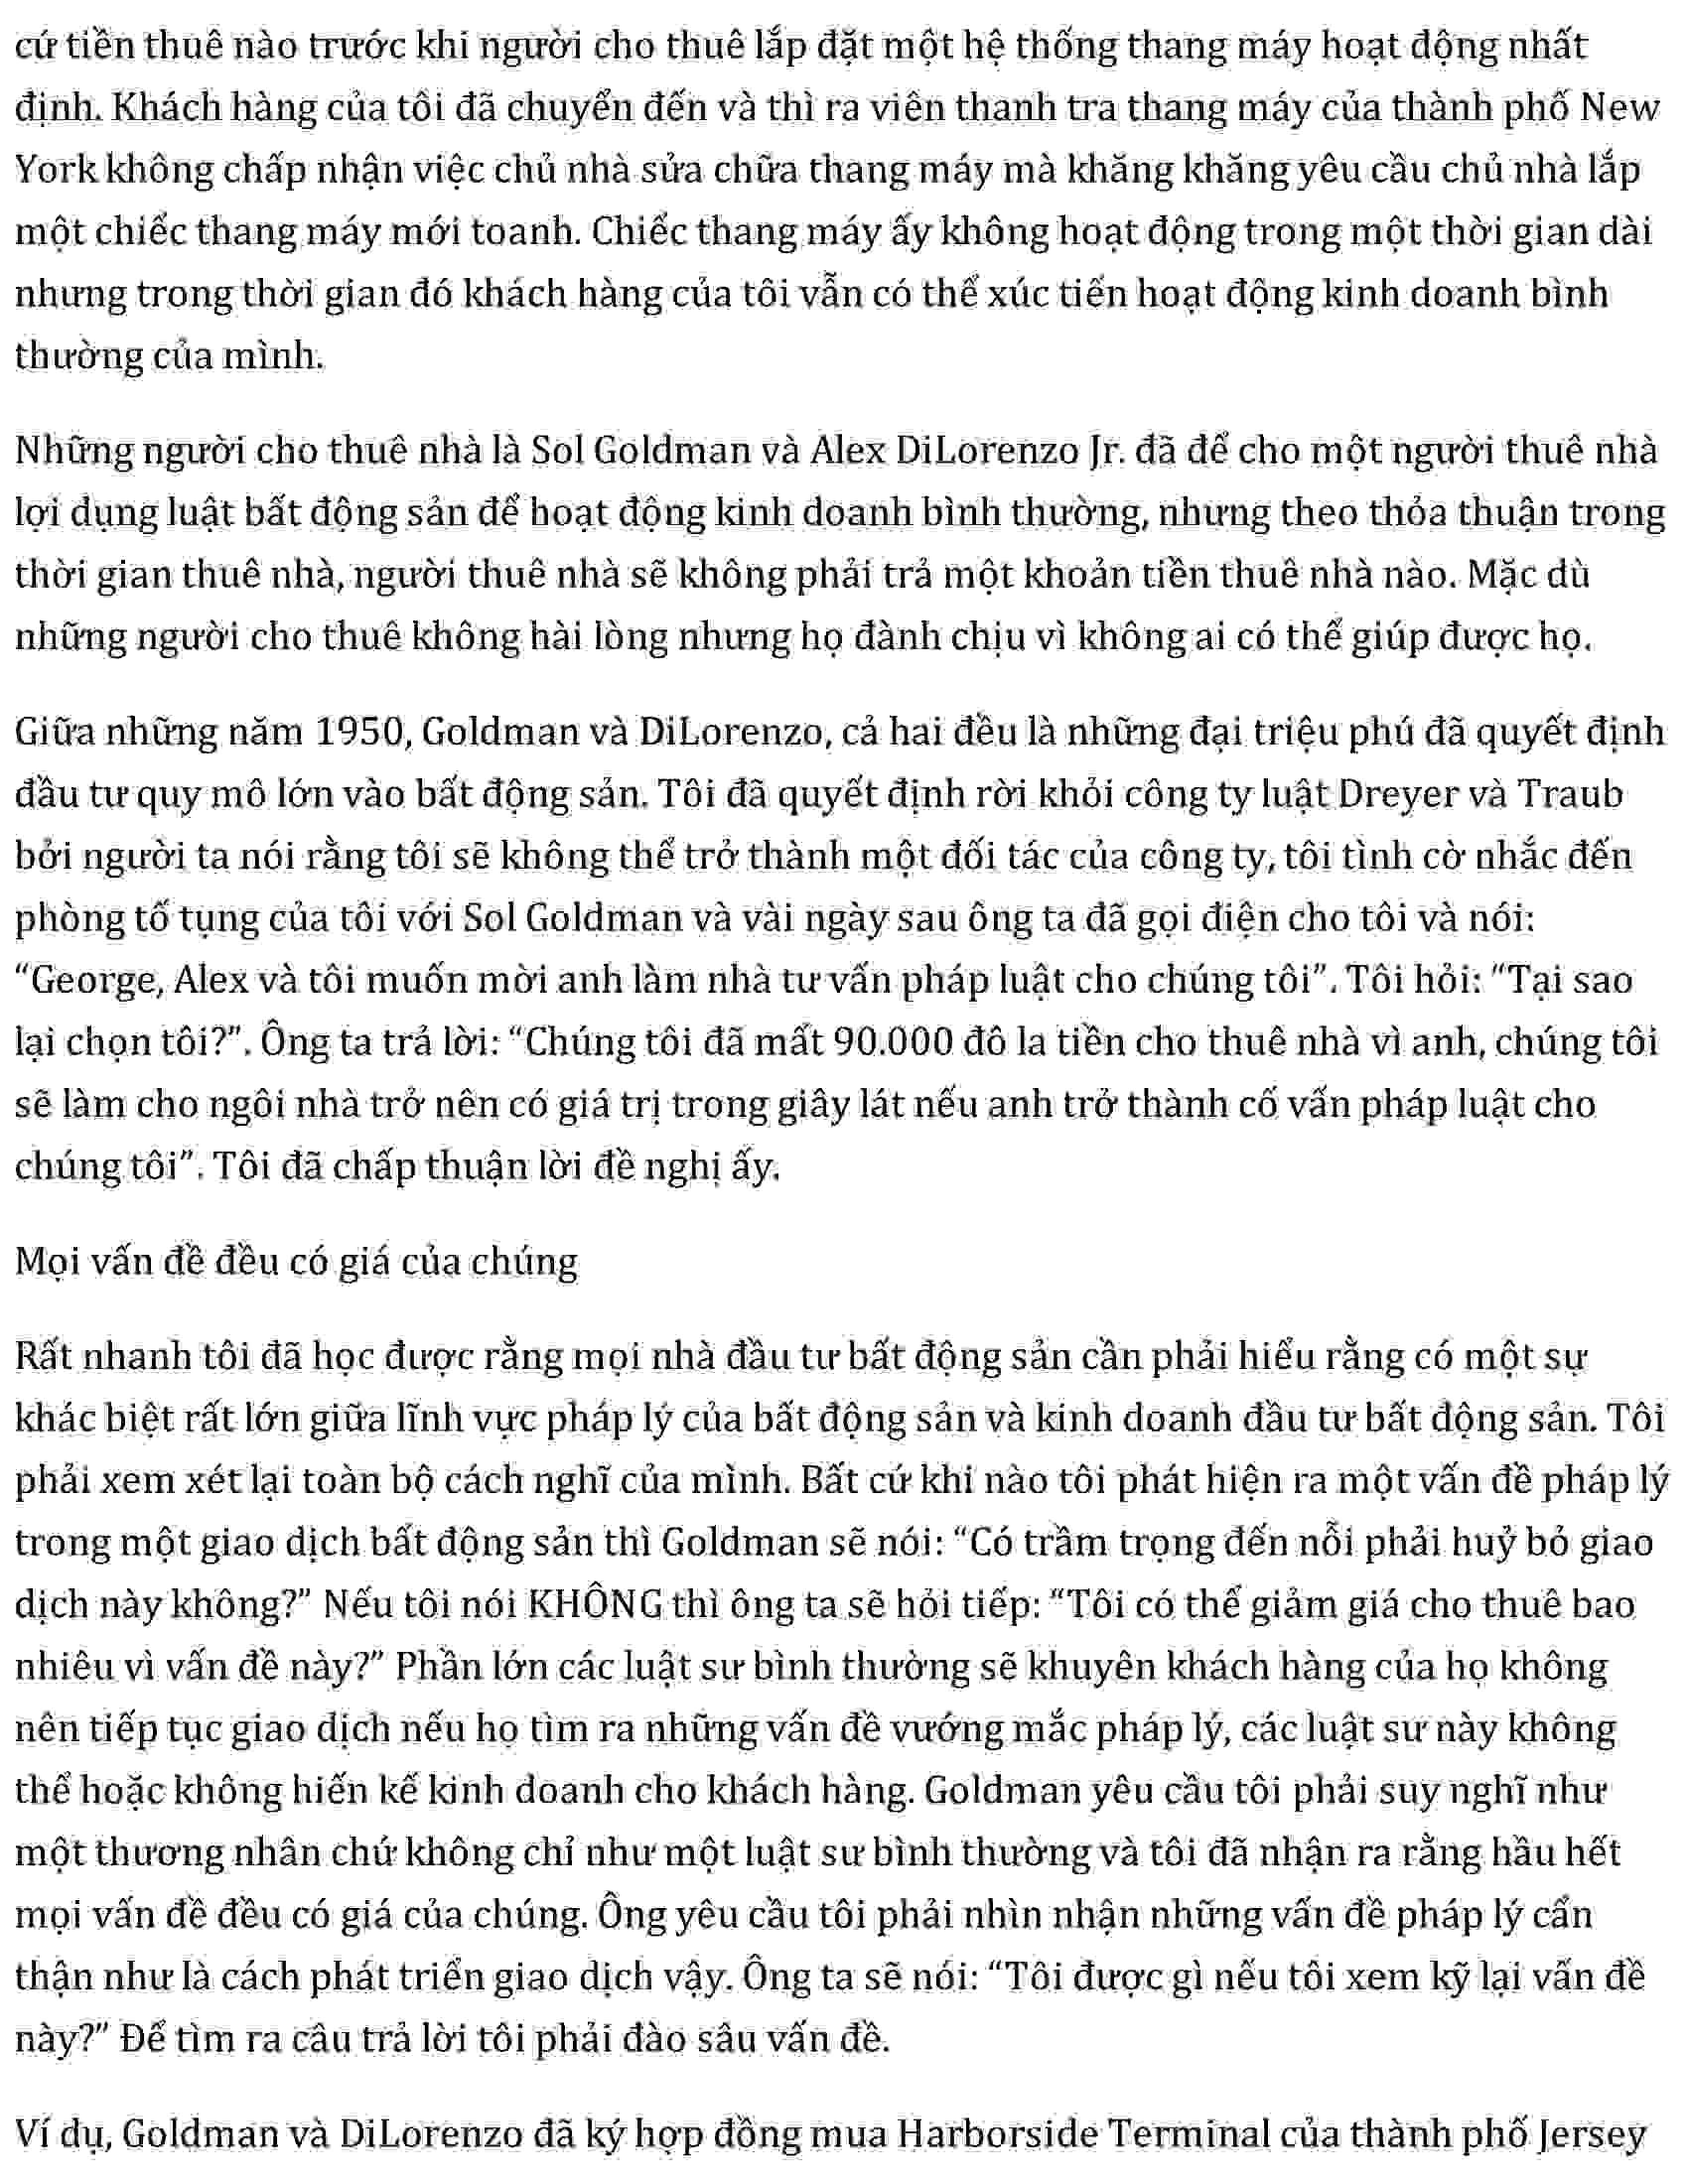 cứ tiền thuê nào trước khi người cho thuê lắp đặt một hệ thống thang máy hoạt động nhất
định. Khách hàng của tôi đã chuyển đến và thì ra viên thanh tra thang máy của thành phố New
York không chấp nhận việc chủ nhà sửa chữa thang máy mà khăng khăng yêu cầu chủ nhà lắp
một chiếc thang máy mới toanh. Chiếc thang máy ấy không hoạt động trong một thời gian dài
nhưng trong thời gian đó khách hàng của tôi vẫn có thể xúc tiến hoạt động kinh doanh bình
thường của mình.
Những người cho thuê nhà là Sol Goldman và Alex DiLorenzo Jr. đã để cho một người thuê nhà
lợi dụng luật bất động sản để hoạt động kinh doanh bình thường, nhưng theo thỏa thuận trong
thời gian thuê nhà, người thuê nhà sẽ không phải trả một khoản tiền thuê nhà nào. Mặc dù
những người cho thuê không hài lòng nhưng họ đành chịu vì không ai có thể giúp được họ.
Giữa những năm 1950, Goldman và DiLorenzo, cả hai đều là những đại triệu phú đã quyết định
đầu tư quy mô lớn vào bất động sản. Tôi đã quyết định rời khỏi công ty luật Dreyer và Traub
bởi người ta nói rằng tôi sẽ không thể trở thành một đối tác của công ty, tôi tình cờ nhắc đến
phòng tố tụng của tôi với Sol Goldman và vài ngày sau ông ta đã gọi điện cho tôi và nói:
“George, Alex và tôi muốn mời anh làm nhà tư vấn pháp luật cho chúng tôi”. Tôi hỏi: “Tại sao
lại chọn tôi?”. Ông ta trả lời: “Chúng tôi đã mất 90.000 đô la tiền cho thuê nhà vì anh, chúng tôi
sẽ làm cho ngôi nhà trở nên có giá trị trong giây lát nếu anh trở thành cố vấn pháp luật cho
chúng tôi”. Tôi đã chấp thuận lời đề nghị ấy.
Mọi vấn đề đều có giá của chúng
Rất nhanh tôi đã học được rằng mọi nhà đầu tư bất động sản cần phải hiểu rằng có một sự
khác biệt rất lớn giữa lĩnh vực pháp lý của bất động sản và kinh doanh đầu tư bất động sản. Tôi
phải xem xét lại toàn bộ cách nghĩ của mình. Bất cứ khi nào tôi phát hiện ra một vấn đề pháp lý
trong một giao dịch bất động sản thì Goldman sẽ nói: “Có trầm trọng đến nỗi phải huỷ bỏ giao
dịch này không?” Nếu tôi nói KHÔNG thì ông ta sẽ hỏi tiếp: “Tôi có thể giảm giá cho thuê bao
nhiêu vì vấn đề này?” Phần lớn các luật sư bình thường sẽ khuyên khách hàng của họ không
nên tiếp tục giao dịch nếu họ tìm ra những vấn đề vướng mắc pháp lý, các luật sư này không
thể hoặc không hiến kế kinh doanh cho khách hàng. Goldman yêu cầu tôi phải suy nghĩ như
một thương nhân chứ không chỉ như một luật sư bình thường và tôi đã nhận ra rằng hầu hết
mọi vấn đề đều có giá của chúng. Ông yêu cầu tôi phải nhìn nhận những vấn đề pháp lý cẩn
thận như là cách phát triển giao dịch vậy. Ông ta sẽ nói: “Tôi được gì nếu tôi xem kỹ lại vấn đề
này?” Để tìm ra câu trả lời tôi phải đào sâu vấn đề.
Ví dụ, Goldman và DiLorenzo đã ký hợp đồng mua Harborside Terminal của thành phố Jersey